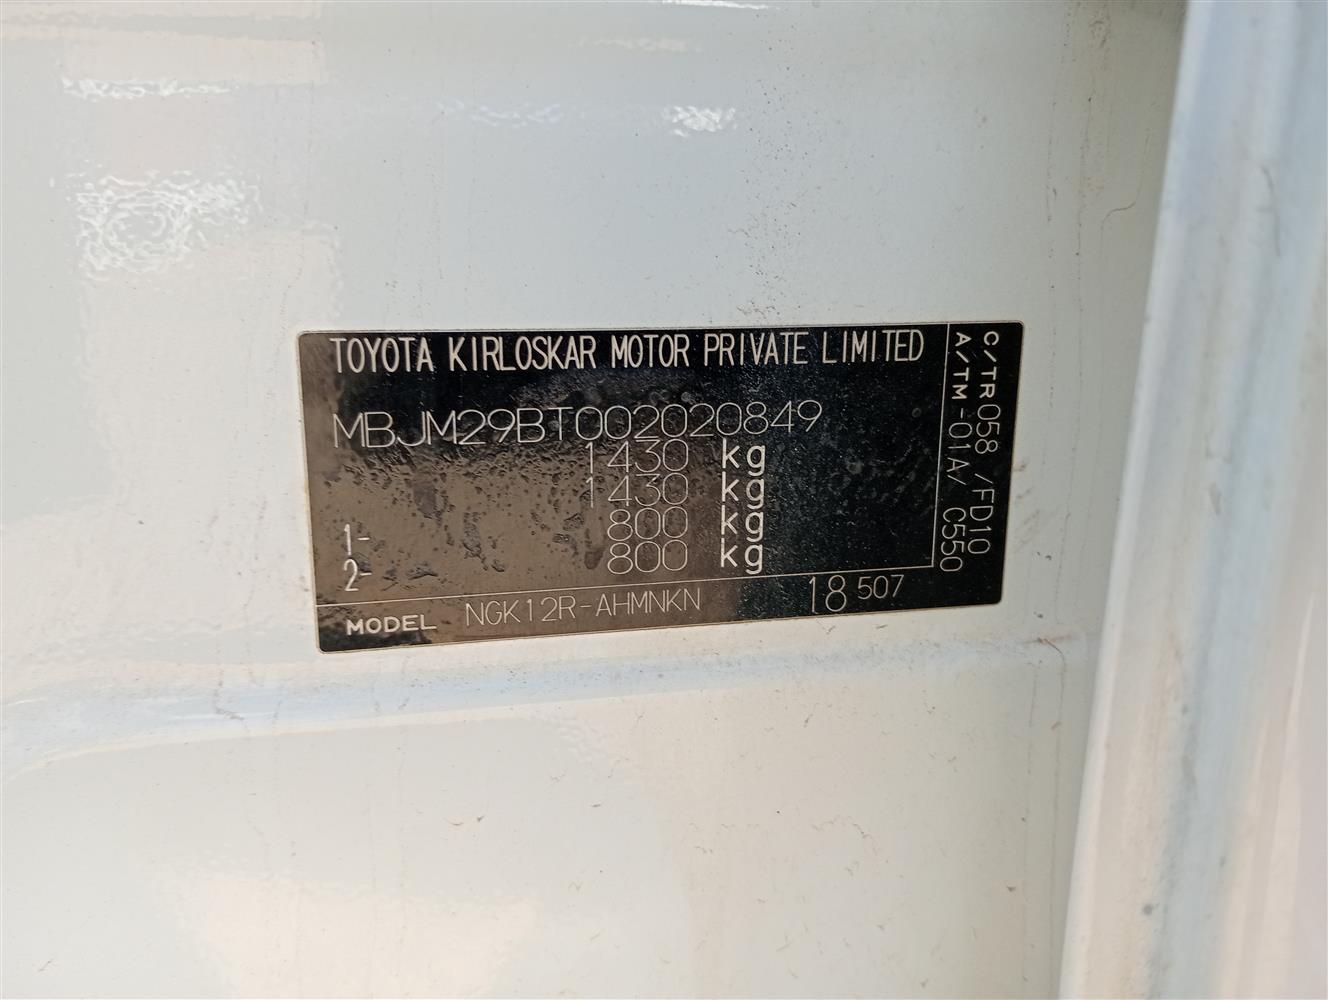 TOYOTA KIRLOSKAR MOTOR PRIVATE LIMITED
MBJM29BT002020849
1430 kg
1430 kg
1- 800 kg
2- 800 kg
MODEL NGK12R-AHMNKN 18 507
C/TR 058 /FD10
A/TM -01A/ C550